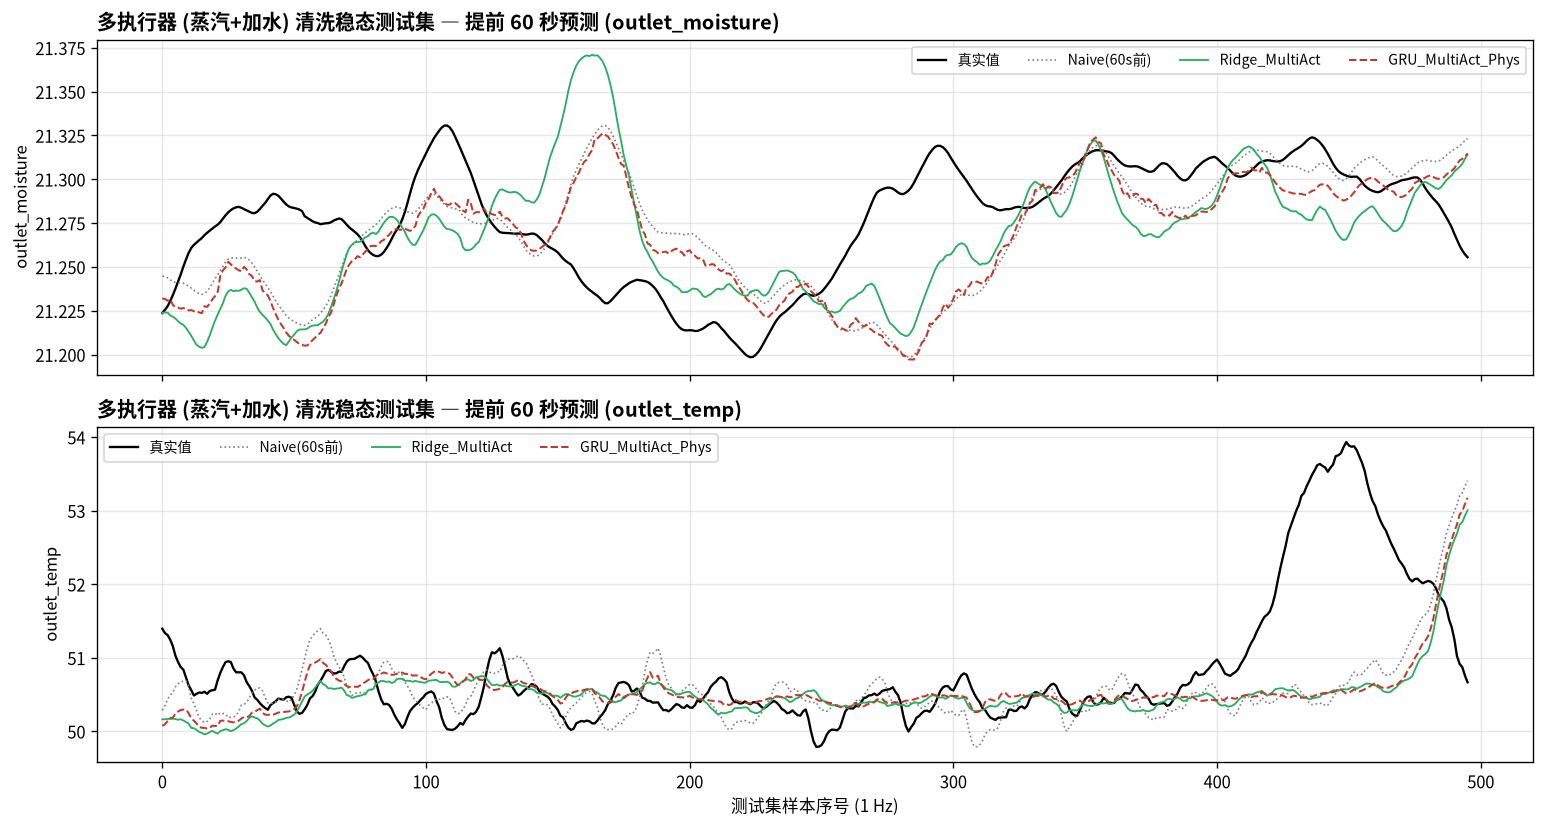 多执行器 (蒸汽+加水) 清洗稳态测试集 — 提前 60 秒预测 (outlet_moisture)
真实值 Naive(60s前) Ridge_MultiAct GRU_MultiAct_Phys
21.375
21.350
21.325
21.300
21.275
21.250
21.225
21.200
outlet_moisture
多执行器 (蒸汽+加水) 清洗稳态测试集 — 提前 60 秒预测 (outlet_temp)
真实值 Naive(60s前) Ridge_MultiAct GRU_MultiAct_Phys
54
53
52
51
50
outlet_temp
0 100 200 300 400 500
测试集样本序号 (1 Hz)